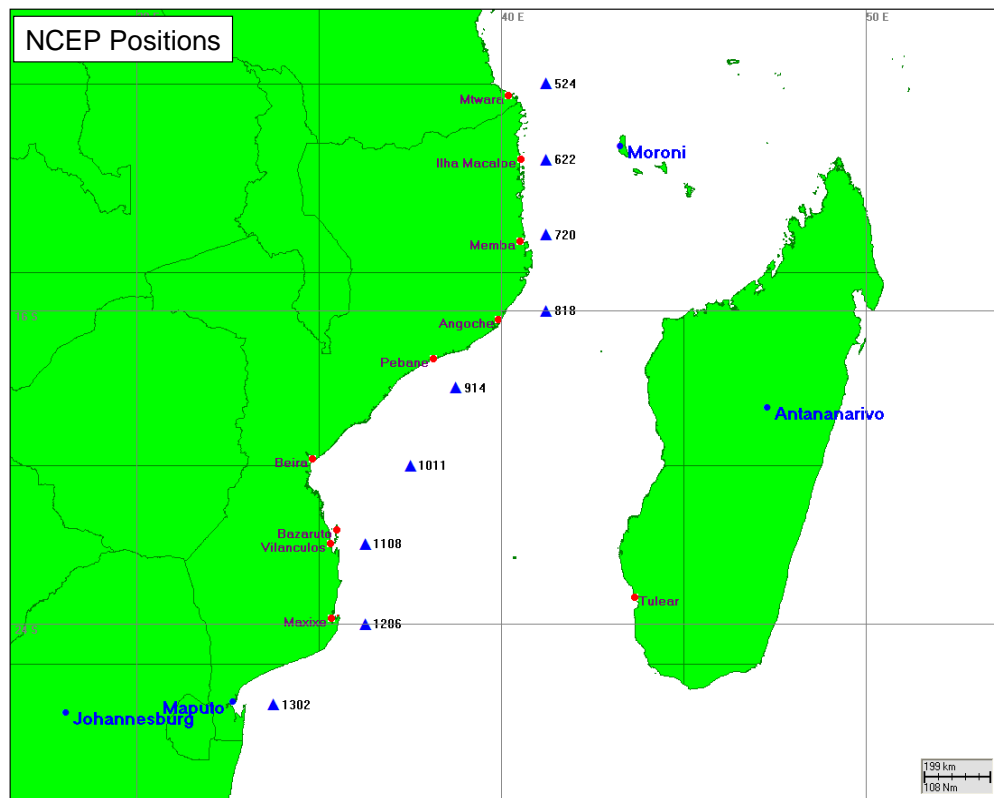 NCEP Positions
40 E
50 E
524
Mtwara
Moroni
622
Ilha Macaloe
720
Memba
16 S
818
Angoche
Pebane
914
Antananarivo
Beira
1011
Bazaruto
Vilanculos
1108
Tulear
Maxixe
1206
Maputo
1302
Johannesburg
199 km
108 Nm